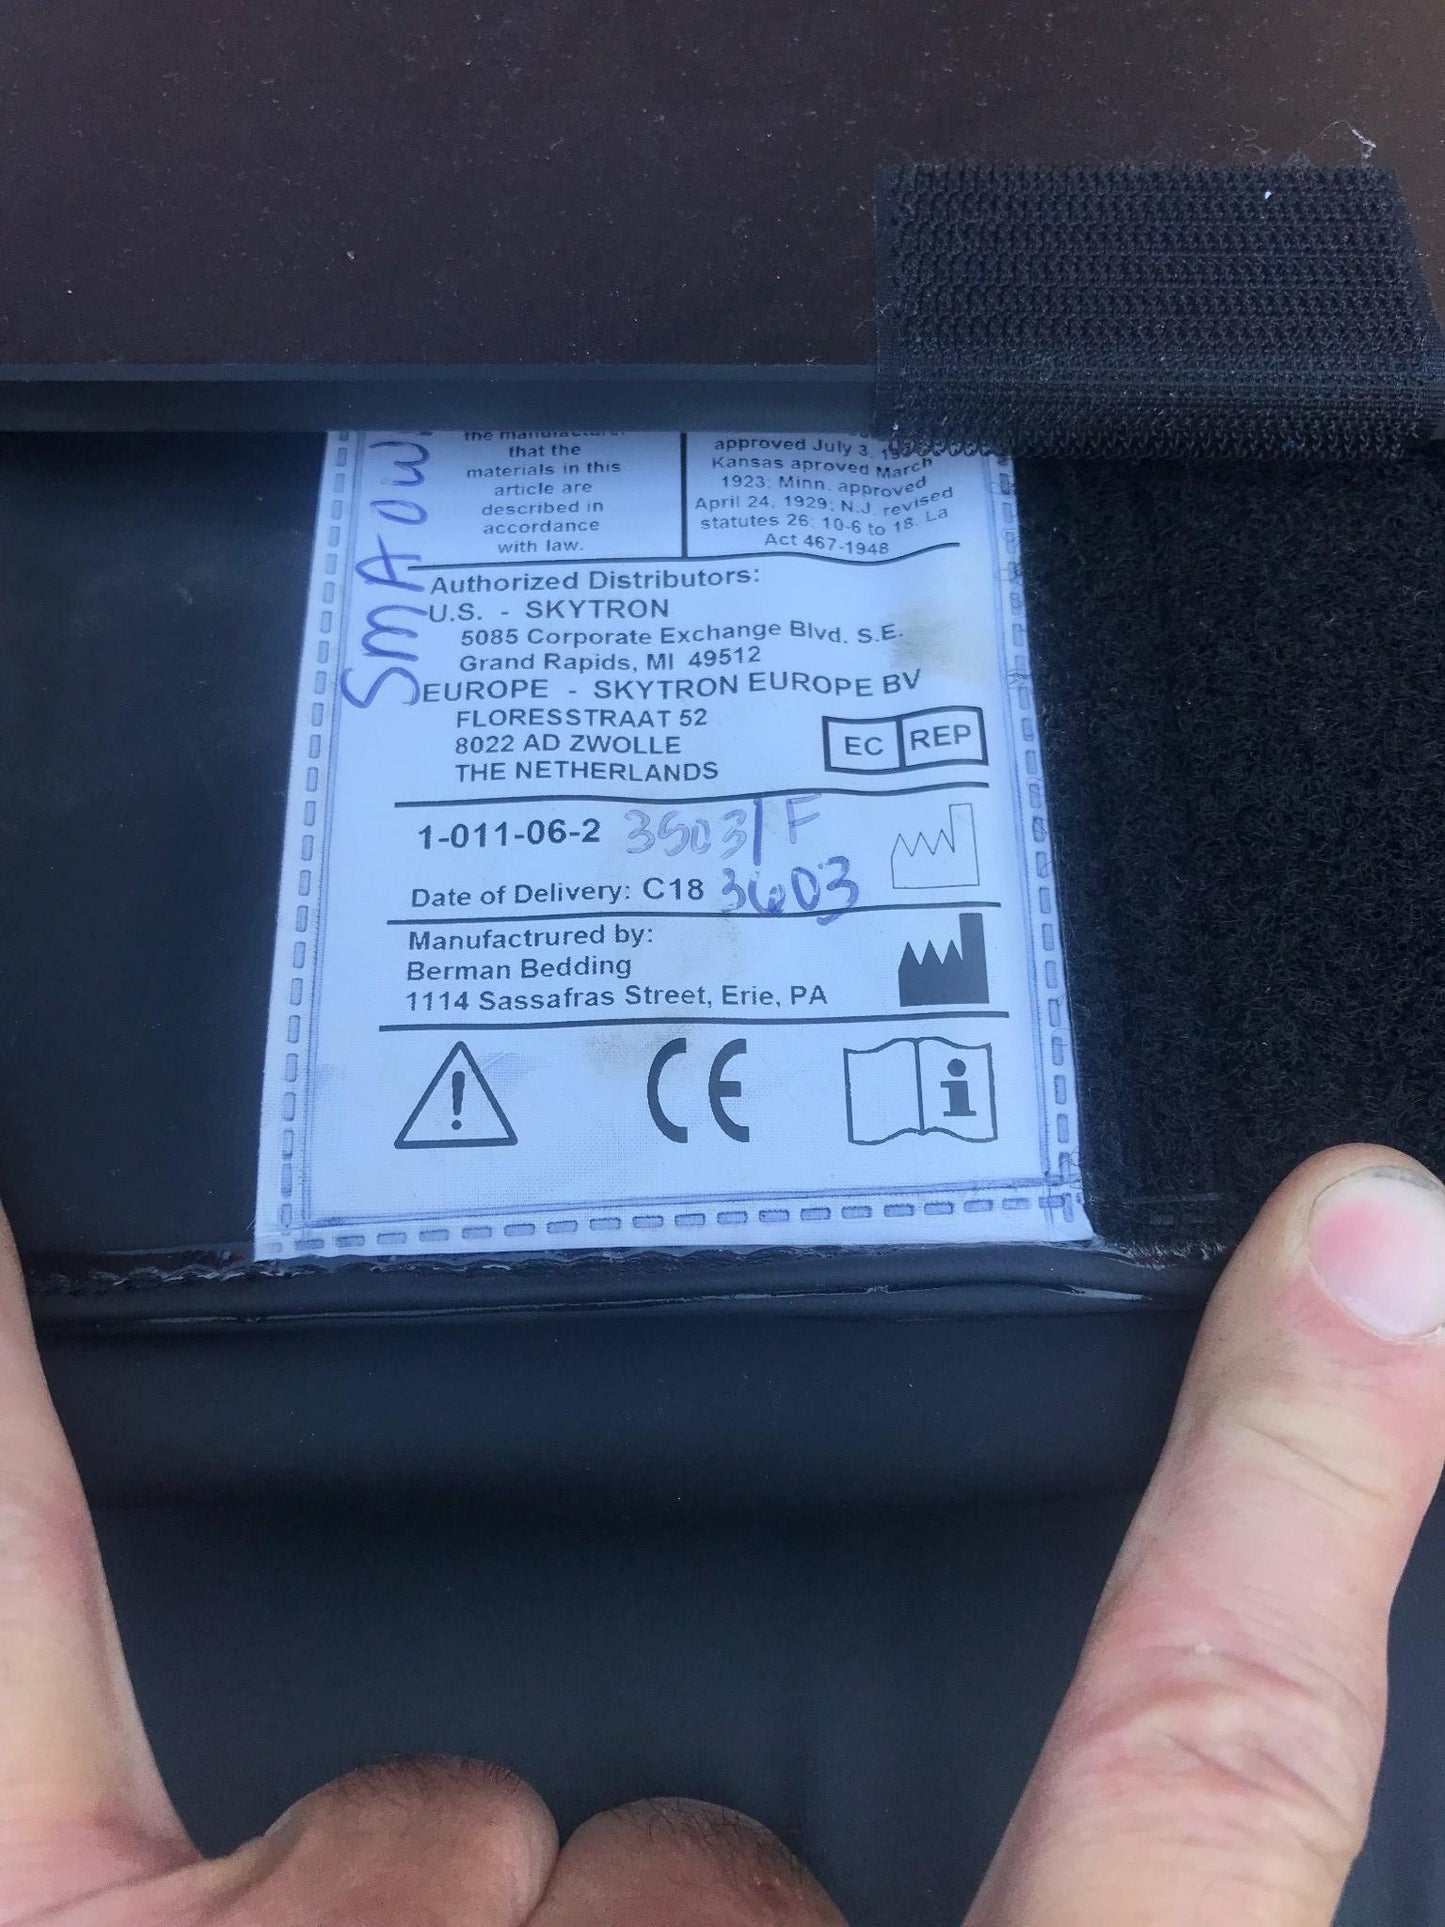 the manufacturer
that the
materials in this
article are
described in
accordance
with law.
approved July 3,
Kansas aproved March
1923; Minn. approved
April 24, 1929; N.J. revised
statutes 26: 10-6 to 18. La
Act 467-1948
Authorized Distributors:
U.S. - SKYTRON
5085 Corporate Exchange Blvd. S.E.
Grand Rapids, MI 49512
EUROPE - SKYTRON EUROPE BV
FLORESSTRAAT 52
8022 AD ZWOLLE
THE NETHERLANDS
EC REP
1-011-06-2 3503/F
Date of Delivery: C18 3603
Manufactrured by:
Berman Bedding
1114 Sassafras Street, Erie, PA
CE
i